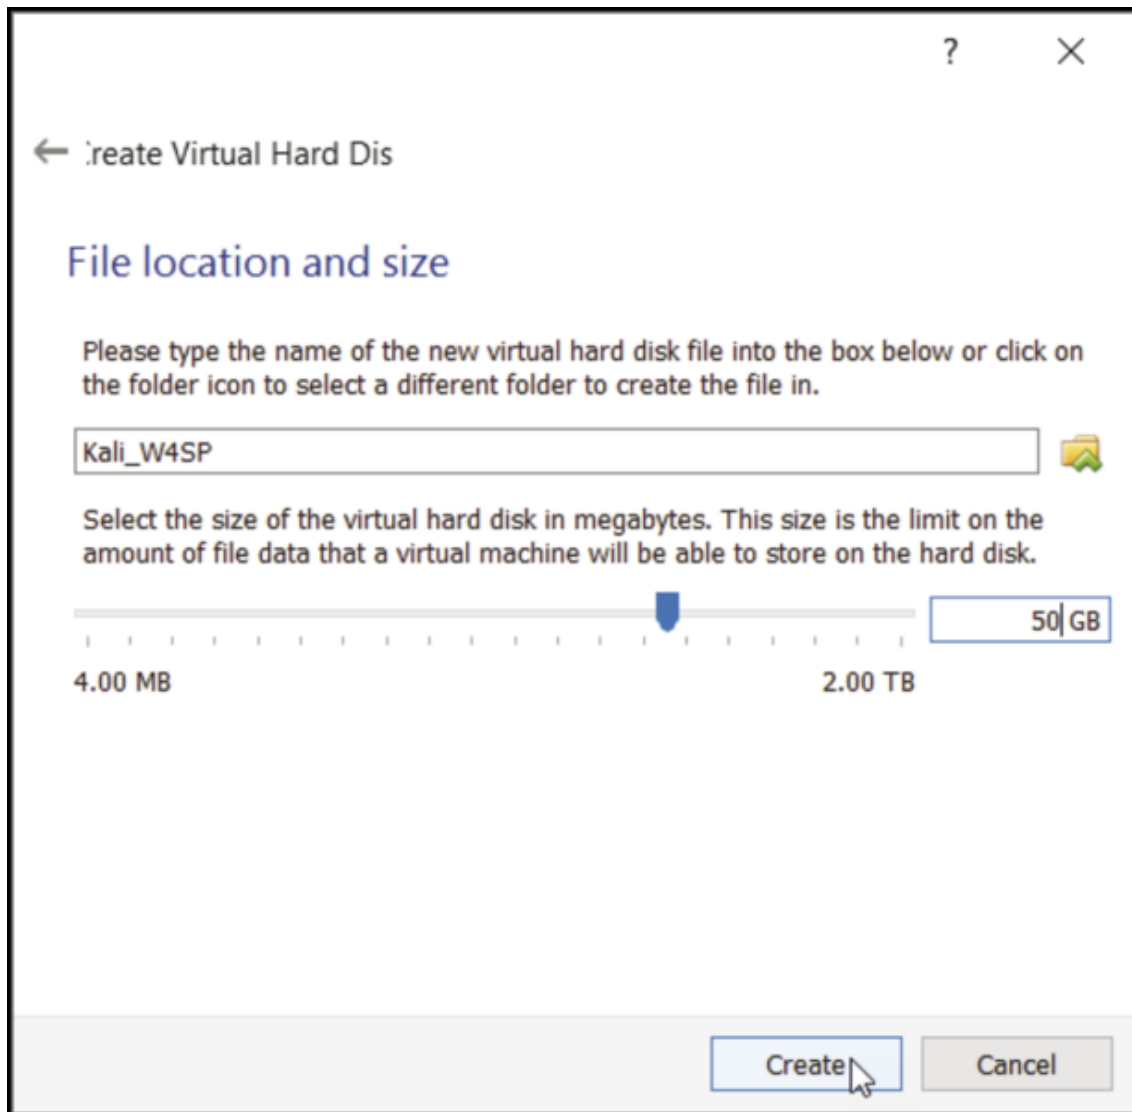 ?
reate Virtual Hard Dis
File location and size
Please type the name of the new virtual hard disk file into the box below or click on
the folder icon to select a different folder to create the file in.
Kali_W4SP
Select the size of the virtual hard disk in megabytes. This size is the limit on the
amount of file data that a virtual machine will be able to store on the hard disk.
50 GB
4.00 MB 2.00 TB
Create Cancel